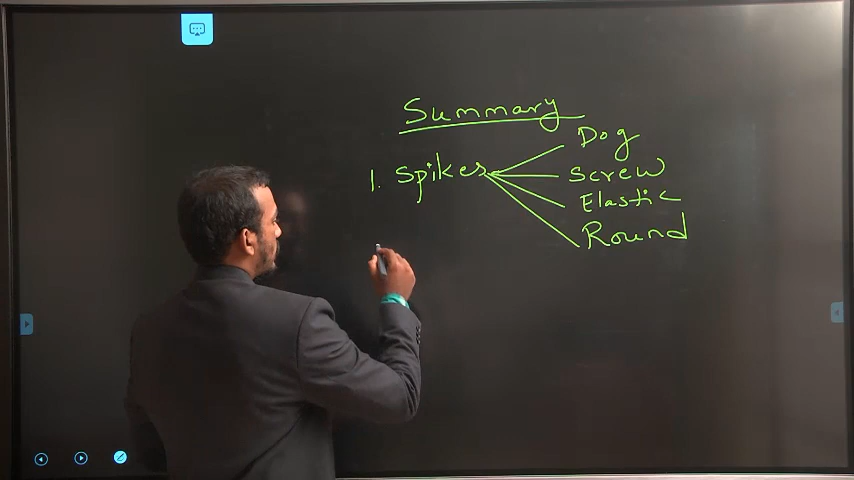 Summary
1. Spikes
Dog
Screw
Elastic
Round